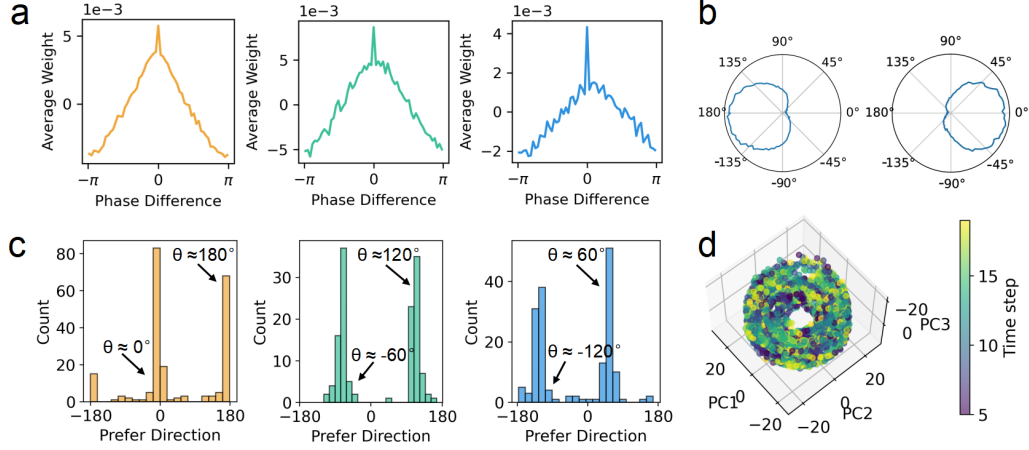 a
1e−3
1e−3
1e−3
Average Weight
5
0
−π
0
π
Phase Difference
Average Weight
5
0
−5
−π
0
π
Phase Difference
Average Weight
4
2
0
−2
−π
0
π
Phase Difference
b
90°
135°
45°
180°
0°
-135°
-45°
-90°
90°
135°
45°
180°
0°
-135°
-45°
-90°
c
Count
80
60
40
20
0
θ ≈180°
θ ≈ 0°
−180
0
180
Prefer Direction
Count
30
20
10
0
θ ≈120°
θ ≈ -60°
−180
0
180
Prefer Direction
Count
40
20
0
θ ≈ 60°
θ ≈ -120°
−180
0
180
Prefer Direction
d
−20
0
PC3
20
0
−20
PC1
20
0
−20
PC2
15
10
5
Time step